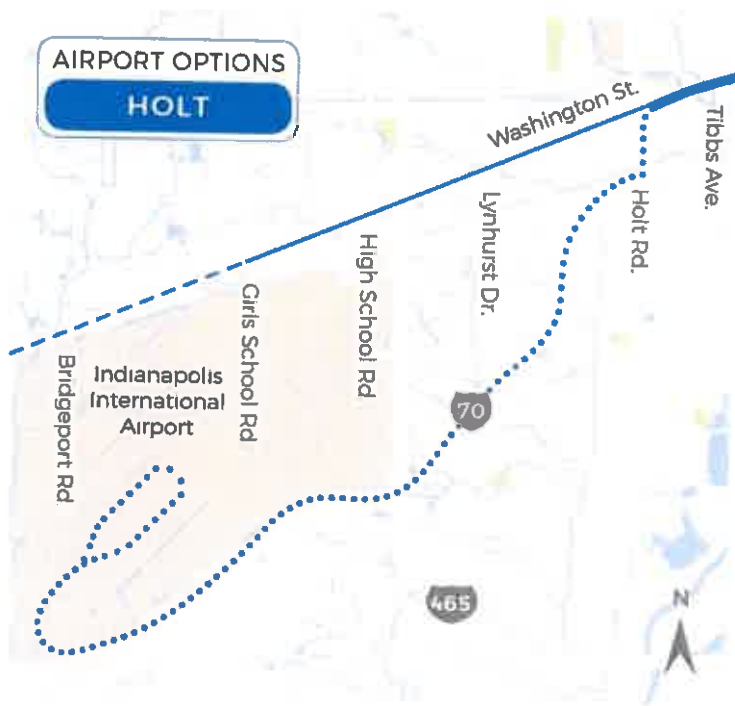 AIRPORT OPTIONS
HOLT
Washington St.
Tibbs Ave.
Holt Rd.
Lynhurst Dr.
High School Rd
Girls School Rd
Bridgeport Rd.
Indianapolis
International
Airport
70
465
N